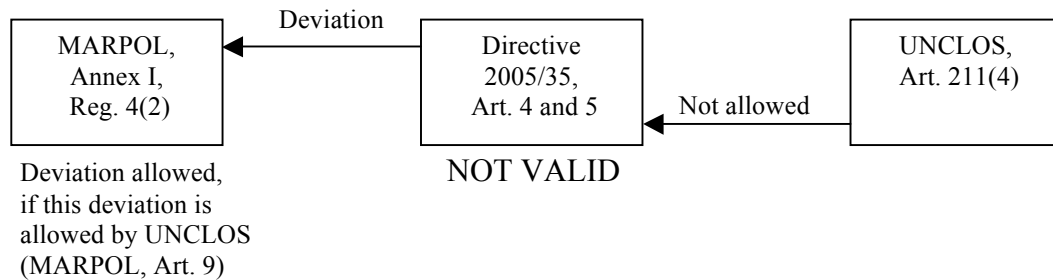 Deviation
MARPOL,
Annex I,
Reg. 4(2)
Deviation allowed,
if this deviation is
allowed by UNCLOS
(MARPOL, Art. 9)
Directive
2005/35,
Art. 4 and 5
NOT VALID
Not allowed
UNCLOS,
Art. 211(4)